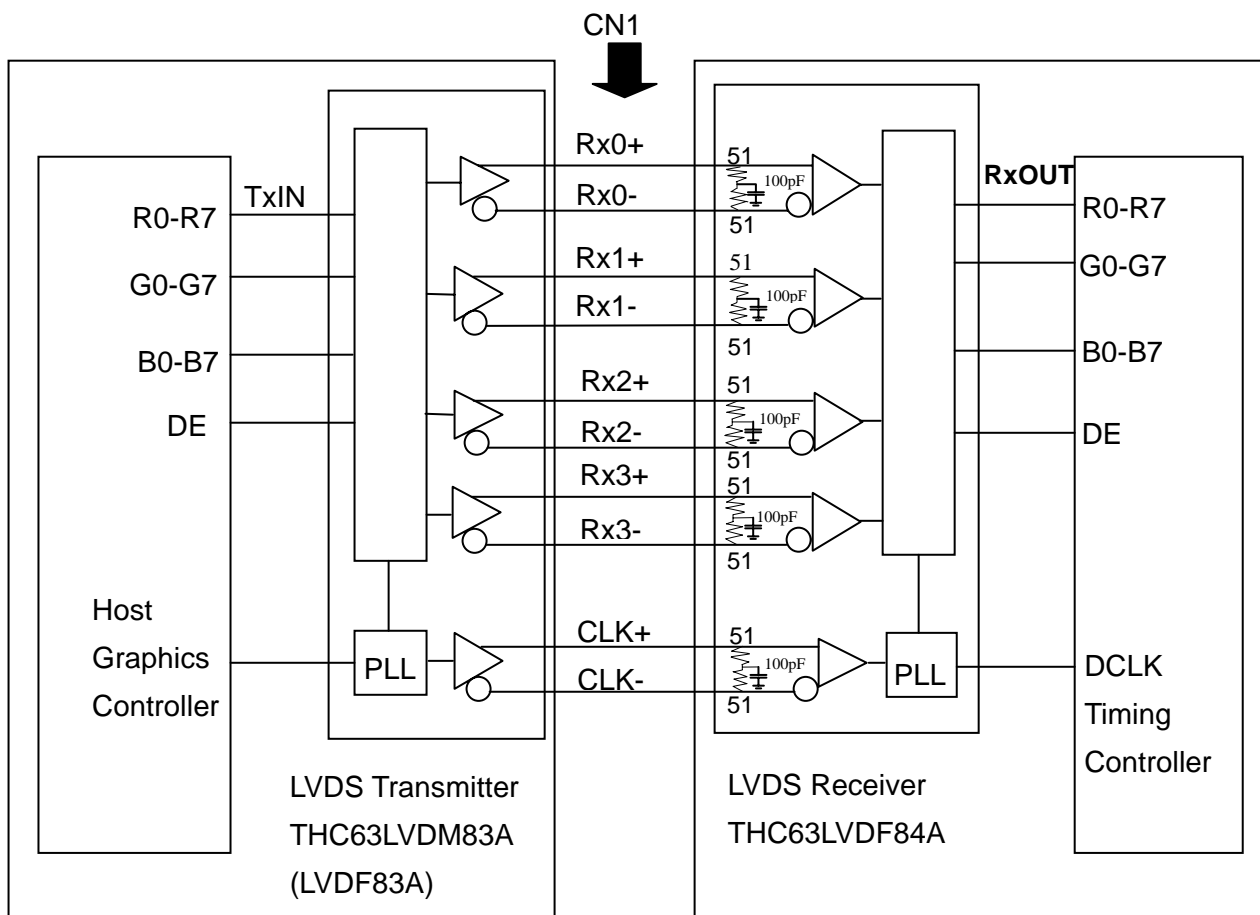 CN1
Rx0+
51
100pF
Rx0-
51
TxIN
RxOUT
R0-R7
R0-R7
Rx1+
51
100pF
Rx1-
51
G0-G7
G0-G7
B0-B7
B0-B7
Rx2+
51
100pF
Rx2-
51
DE
DE
Rx3+
51
100pF
Rx3-
51
Host
Graphics
Controller
PLL
CLK+
51
100pF
CLK-
51
PLL
DCLK
Timing
Controller
LVDS Transmitter
THC63LVDM83A
(LVDF83A)
LVDS Receiver
THC63LVDF84A